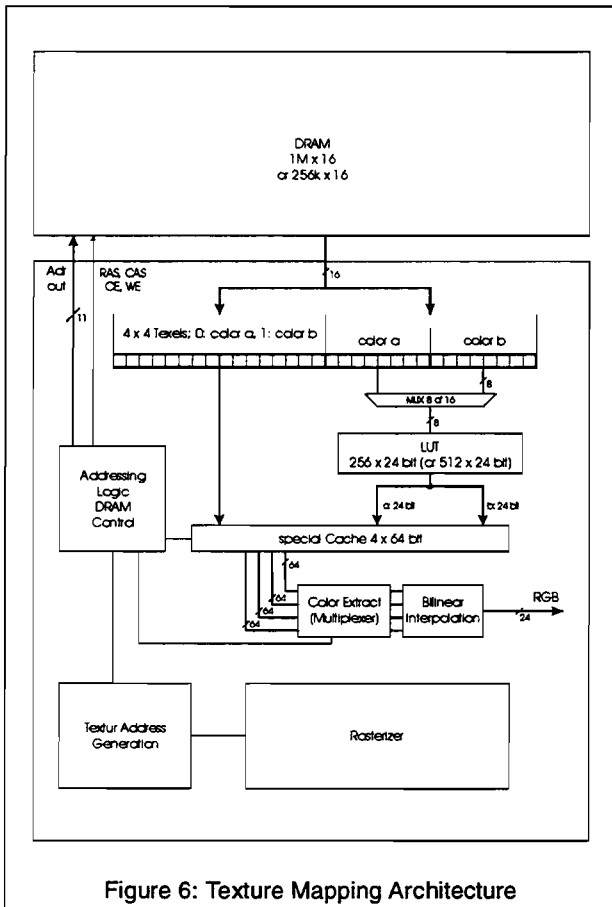 DRAM
1M x 16
or 256k x 16
Adr
out
RAS, CAS
CE, WE
16
11
4 x 4 Texels; 0: color a, 1: color b
color a
color b
8
MUX 8 of 16
8
LUT
256 x 24 bit (or 512 x 24 bit)
Addressing
Logic
DRAM
Control
a: 24 bit
b: 24 bit
special Cache 4 x 64 bit
64
64
64
64
Color Extract
(Multiplexer)
Bilinear
Interpolation
RGB
24
Textur Address
Generation
Rasterizer
Figure 6: Texture Mapping Architecture